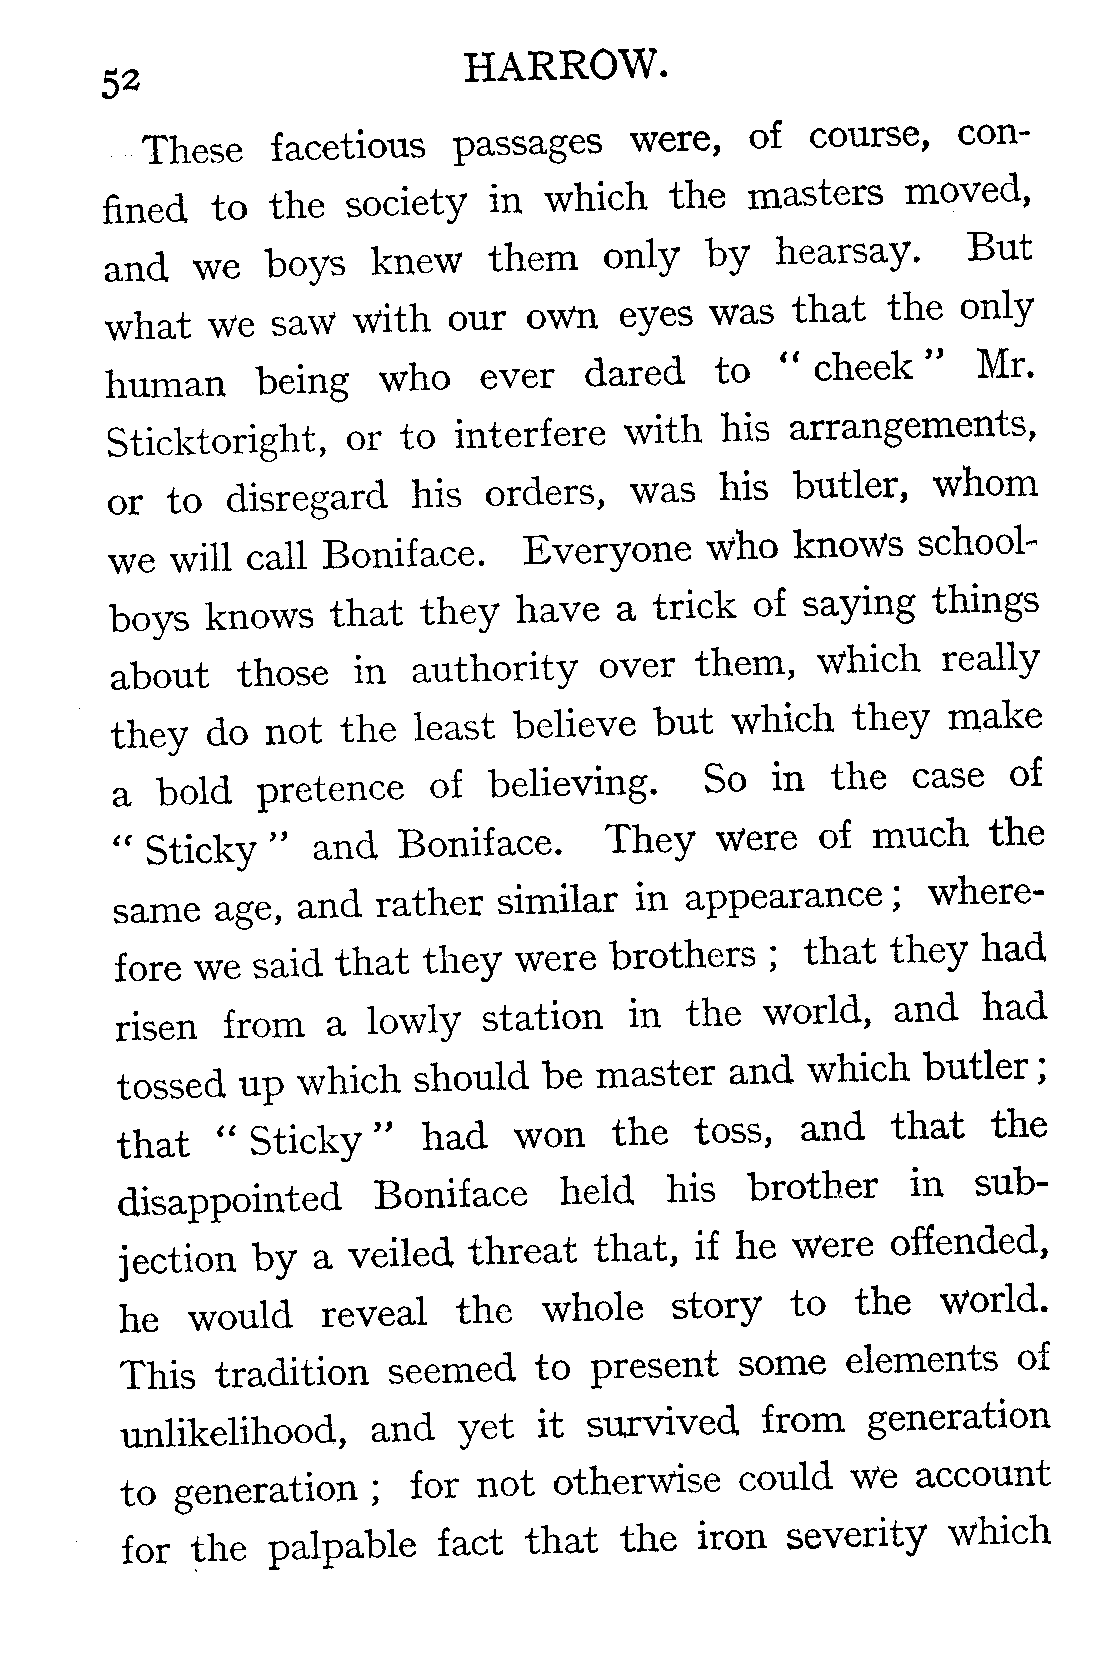 52 HARROW.
These facetious passages were, of course, con-
fined to the society in which the masters moved,
and we boys knew them only by hearsay. But
what we saw with our own eyes was that the only
human being who ever dared to “ cheek ” Mr.
Sticktoright, or to interfere with his arrangements,
or to disregard his orders, was his butler, whom
we will call Boniface. Everyone who knows school-
boys knows that they have a trick of saying things
about those in authority over them, which really
they do not the least believe but which they make
a bold pretence of believing. So in the case of
“ Sticky ” and Boniface. They were of much the
same age, and rather similar in appearance ; where-
fore we said that they were brothers ; that they had
risen from a lowly station in the world, and had
tossed up which should be master and which butler ;
that “ Sticky ” had won the toss, and that the
disappointed Boniface held his brother in sub-
jection by a veiled threat that, if he were offended,
he would reveal the whole story to the world.
This tradition seemed to present some elements of
unlikelihood, and yet it survived from generation
to generation ; for not otherwise could we account
for the palpable fact that the iron severity which